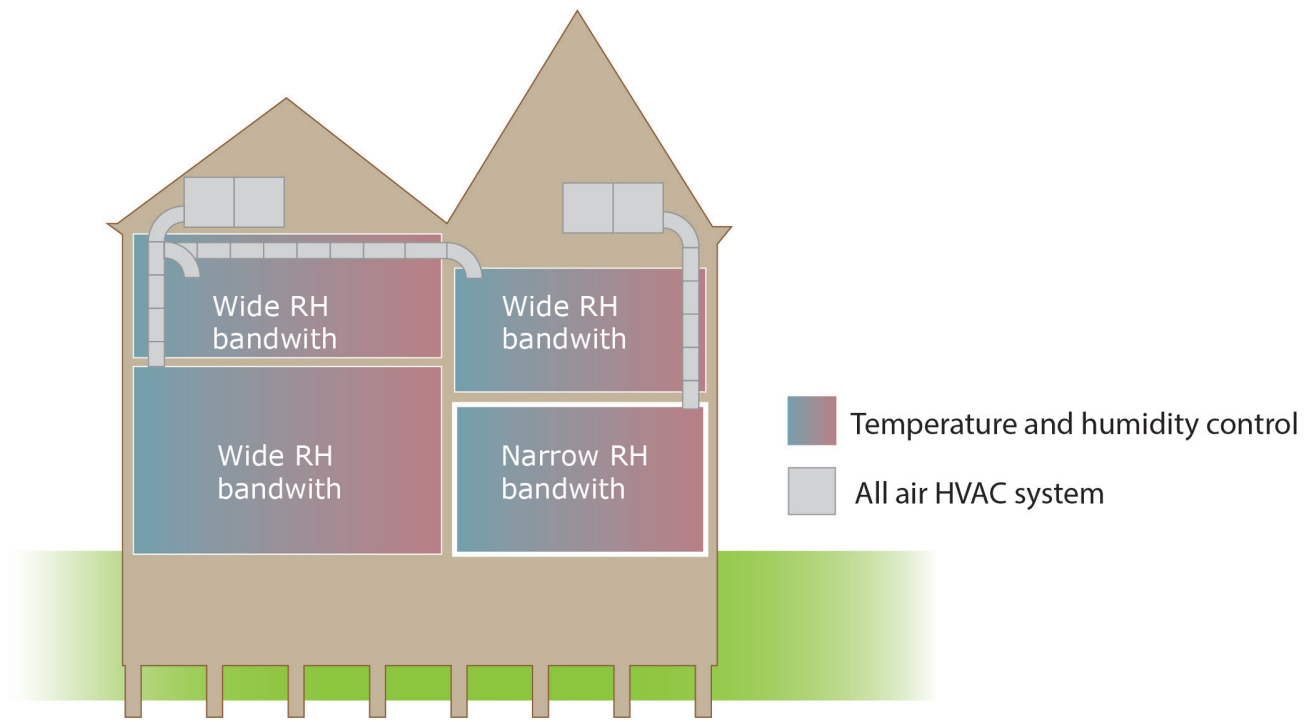 Wide RH
bandwith
Wide RH
bandwith
Wide RH
bandwith
Narrow RH
bandwith
Temperature and humidity control
All air HVAC system